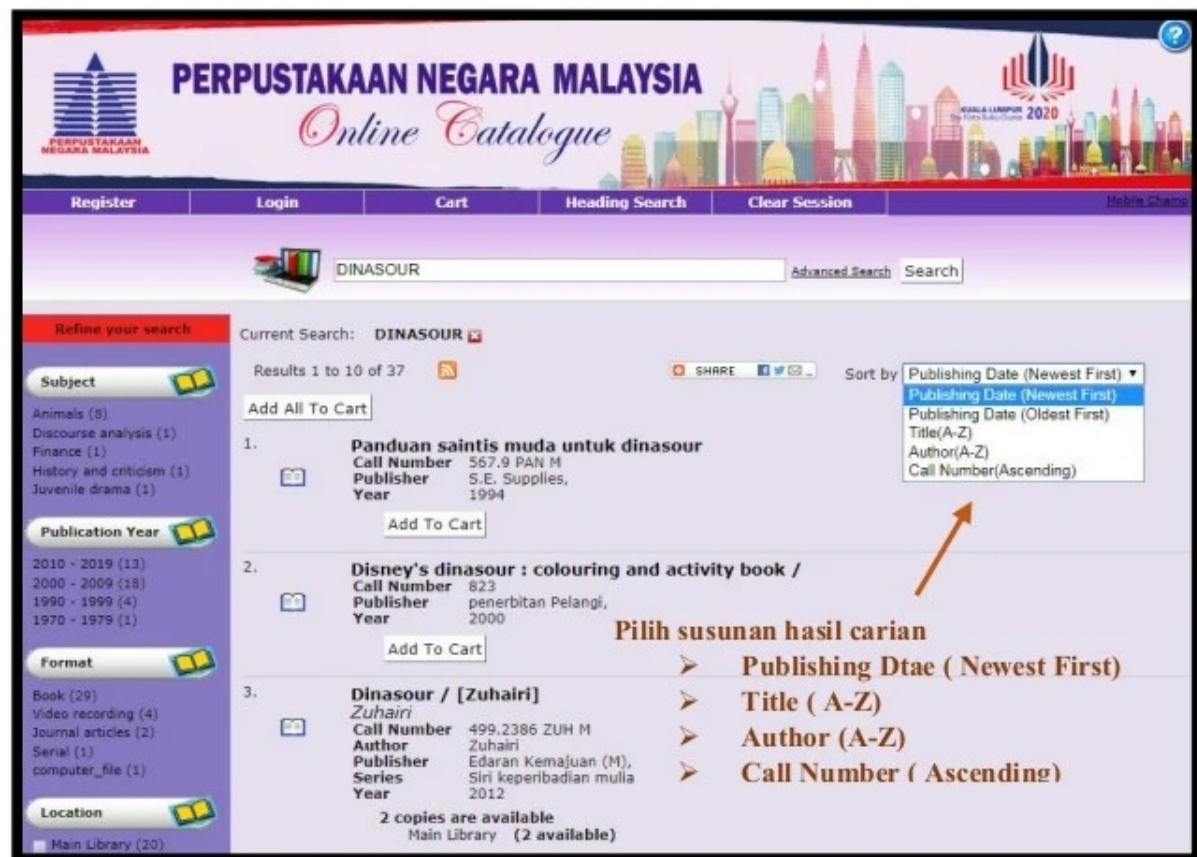 PERPUSTAKAAN NEGARA MALAYSIA
Online Catalogue
PERPUSTAKAAN
NEGARA MALAYSIA
2020
?
Register Login Cart Heading Search Clear Session Mobile Chamo
DINASOUR Advanced Search Search
Refine your search
Subject
Animals (8)
Discourse analysis (1)
Finance (1)
History and criticism (1)
Juvenile drama (1)
Publication Year
2010 - 2019 (13)
2000 - 2009 (18)
1990 - 1999 (4)
1970 - 1979 (1)
Format
Book (29)
Video recording (4)
Journal articles (2)
Serial (1)
computer_file (1)
Location
Main Library (20)
Current Search: DINASOUR
Results 1 to 10 of 37
SHARE
Sort by Publishing Date (Newest First)
Publishing Date (Newest First)
Publishing Date (Oldest First)
Title(A-Z)
Author(A-Z)
Call Number(Ascending)
Add All To Cart
1. Panduan saintis muda untuk dinasour
Call Number 567.9 PAN M
Publisher S.E. Supplies,
Year 1994
Add To Cart
2. Disney's dinasour : colouring and activity book /
Call Number 823
Publisher penerbitan Pelangi,
Year 2000
Add To Cart
3. Dinasour / [Zuhairi]
Zuhairi
Call Number 499.2386 ZUH M
Author Zuhairi
Publisher Edaran Kemajuan (M),
Series Siri keperibadian mulia
Year 2012
2 copies are available
Main Library (2 available)
Pilih susunan hasil carian
➢ Publishing Dtae ( Newest First)
➢ Title ( A-Z)
➢ Author (A-Z)
➢ Call Number ( Ascending)